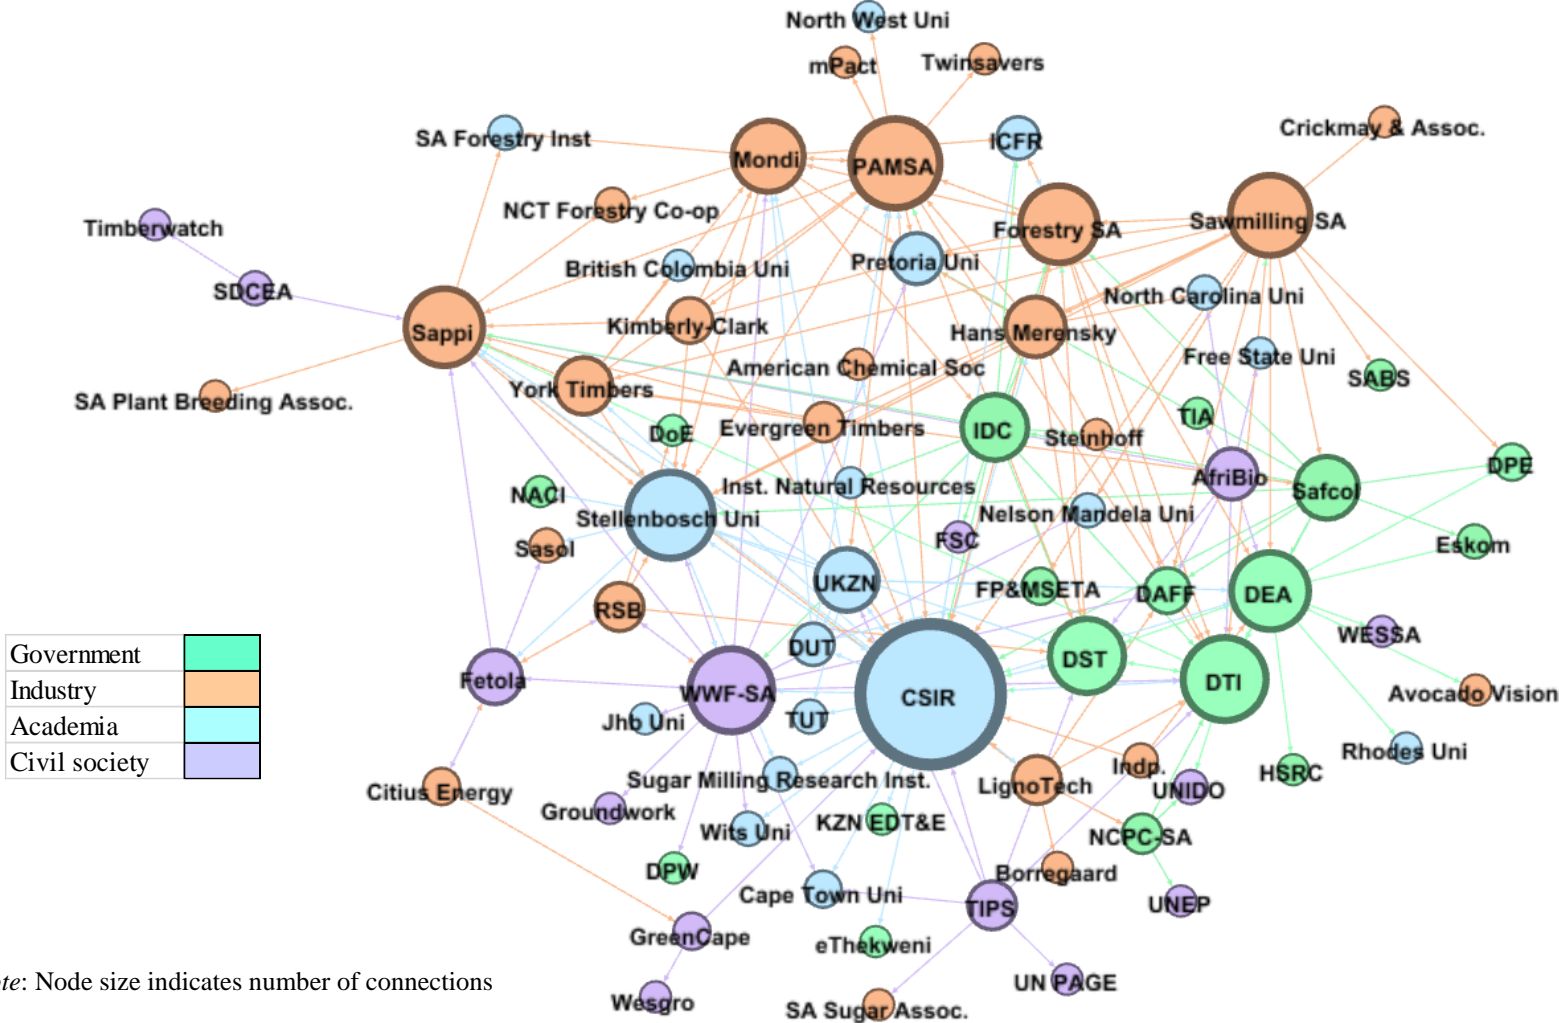 North West Uni
mPact
Twinsavers
Crickmay & Assoc.
SA Forestry Inst
ICFR
Mondi
PAMSA
NCT Forestry Co-op
Sawmilling SA
Forestry SA
Timberwatch
British Colombia Uni
Pretoria Uni
SDCEA
North Carolina Uni
Kimberly-Clark
Sappi
Hans Merensky
Free State Uni
American Chemical Soc
SABS
York Timbers
SA Plant Breeding Assoc.
TIA
DoE
Evergreen Timbers
IDC
Steinhoff
DPE
AfriBio
Inst. Natural Resources
Safcol
NACI
Nelson Mandela Uni
Stellenbosch Uni
FSC
Eskom
Sasol
UKZN
FP&MSETA
DAFF
DEA
RSB
WESSA
DUT
Government
Industry
Academia
Civil society
DST
Fetola
DTI
WWF-SA
CSIR
Avocado Vision
Jhb Uni
TUT
Rhodes Uni
Indp.
HSRC
Sugar Milling Research Inst.
LignoTech
UNIDO
Citius Energy
Groundwork
KZN EDT&E
Wits Uni
NCPC-SA
DPW
Borregaard
Cape Town Uni
UNEP
TIPS
GreenCape
eThekweni
te: Node size indicates number of connections
UN PAGE
Wesgro
SA Sugar Assoc.